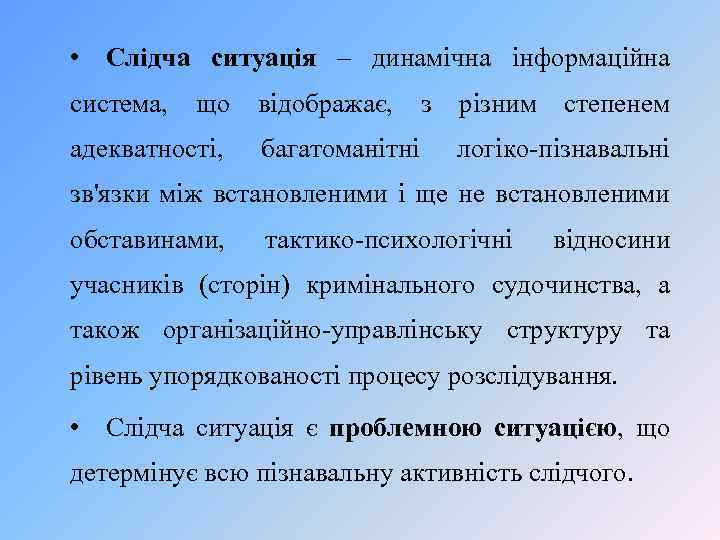 • Слідча ситуація – динамічна інформаційна
система, що відображає, з різним степенем
адекватності, багатоманітні логіко-пізнавальні
зв'язки між встановленими і ще не встановленими
обставинами, тактико-психологічні відносини
учасників (сторін) кримінального судочинства, а
також організаційно-управлінську структуру та
рівень упорядкованості процесу розслідування.
• Слідча ситуація є проблемною ситуацією, що
детермінує всю пізнавальну активність слідчого.